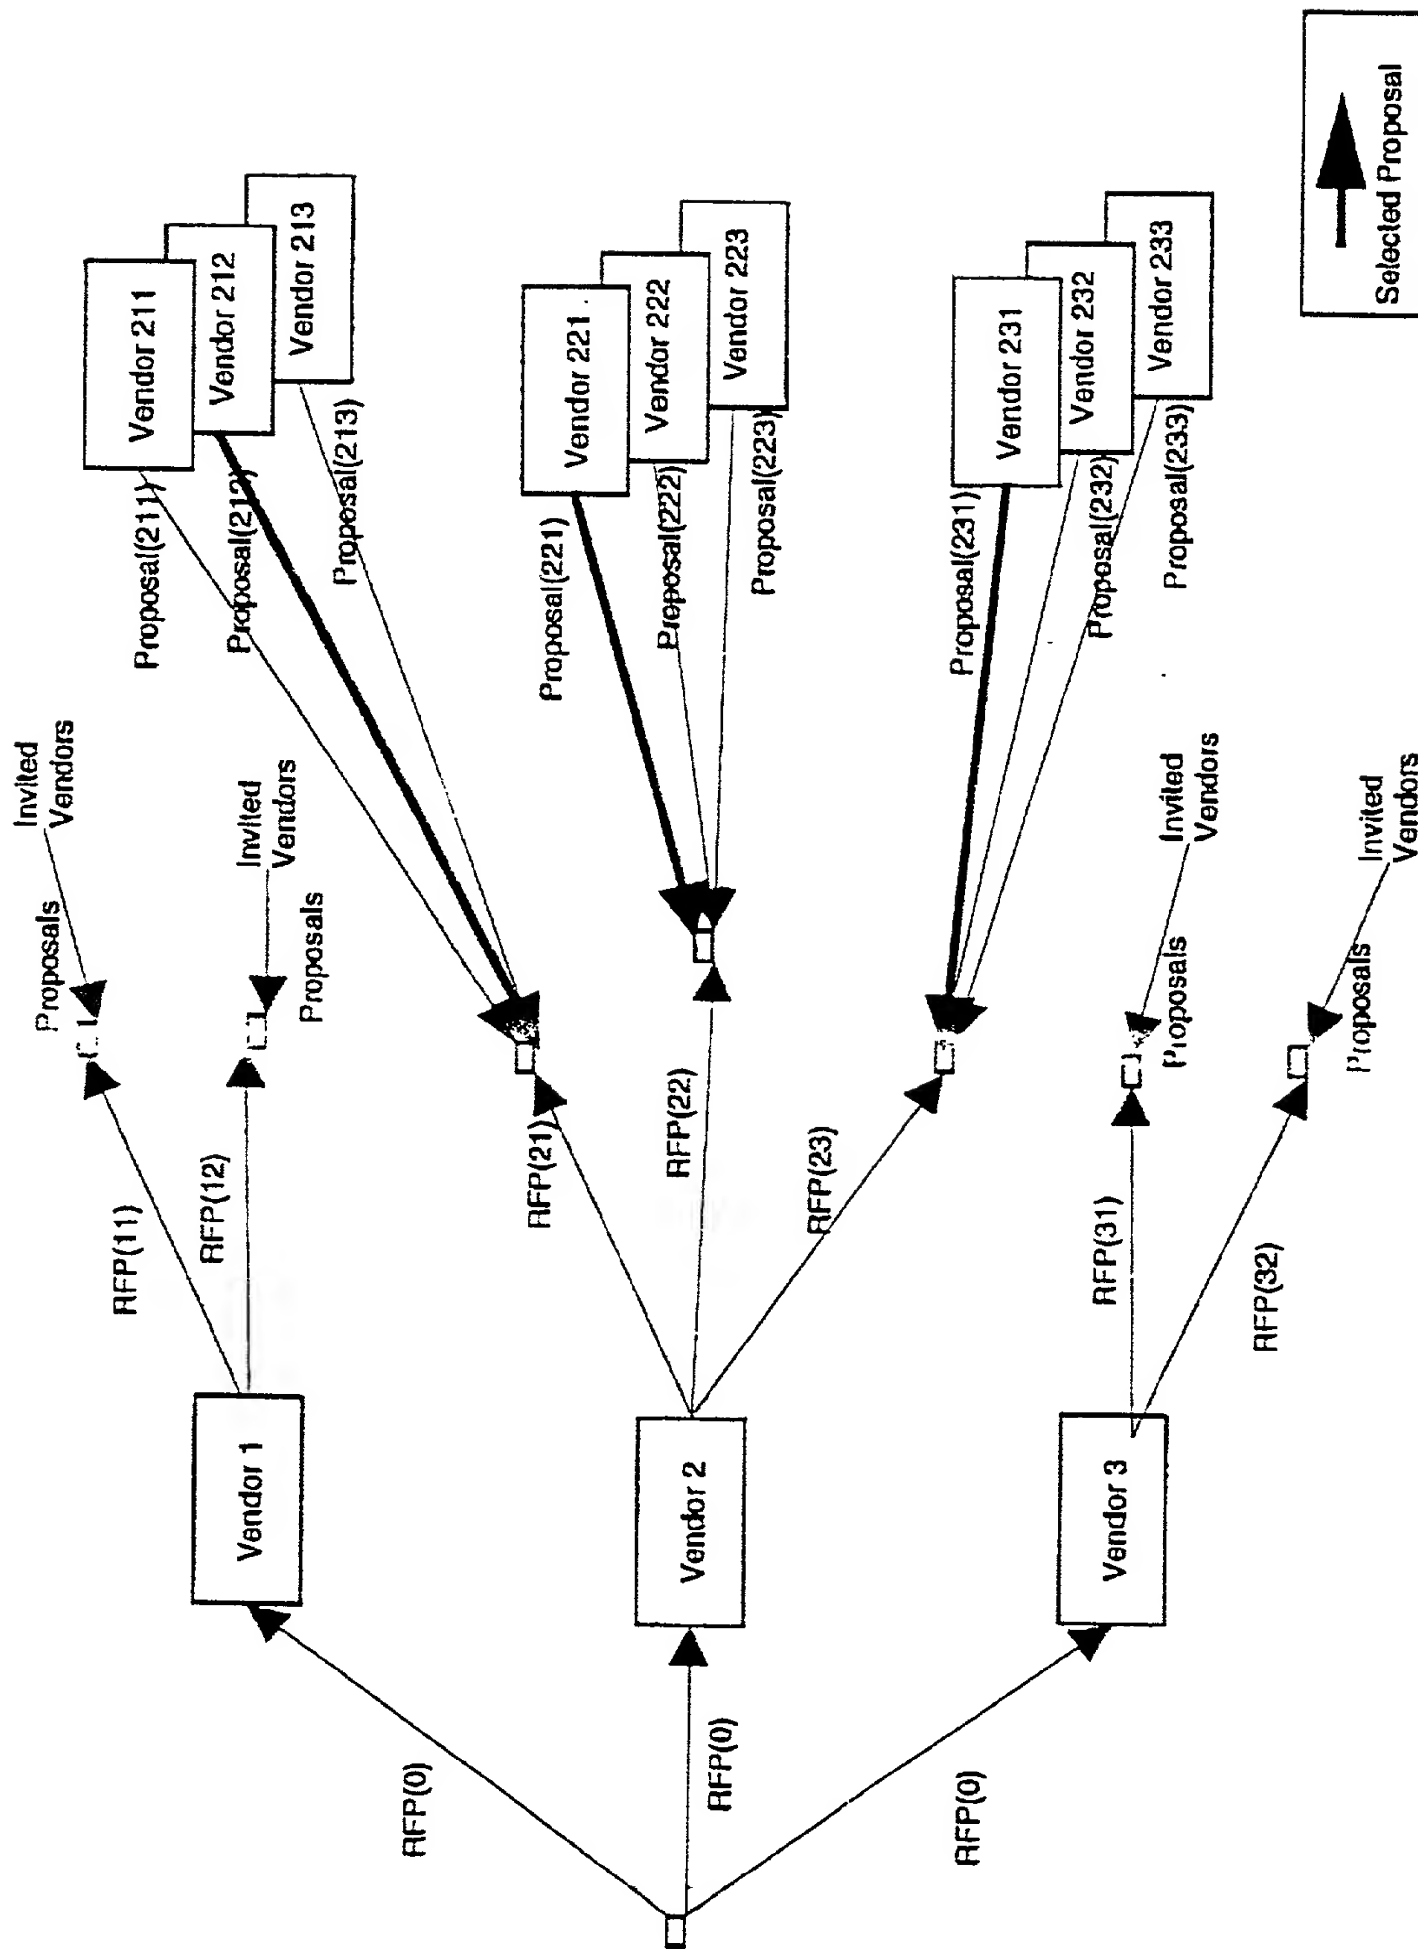 Invited
Vendors
Proposals
RFP(11)
Invited
Vendors
Proposals
RFP(12)
Vendor 1
RFP(0)
Vendor 211
Vendor 212
Vendor 213
Proposal(211)
Proposal(212)
Proposal(213)
RFP(21)
Vendor 221
Vendor 222
Vendor 223
Proposal(221)
Proposal(222)
Proposal(223)
RFP(22)
Vendor 2
RFP(0)
Vendor 231
Vendor 232
Vendor 233
Proposal(231)
Proposal(232)
Proposal(233)
RFP(23)
Invited
Vendors
Proposals
RFP(31)
Vendor 3
RFP(0)
Invited
Vendors
Proposals
RFP(32)
Selected Proposal